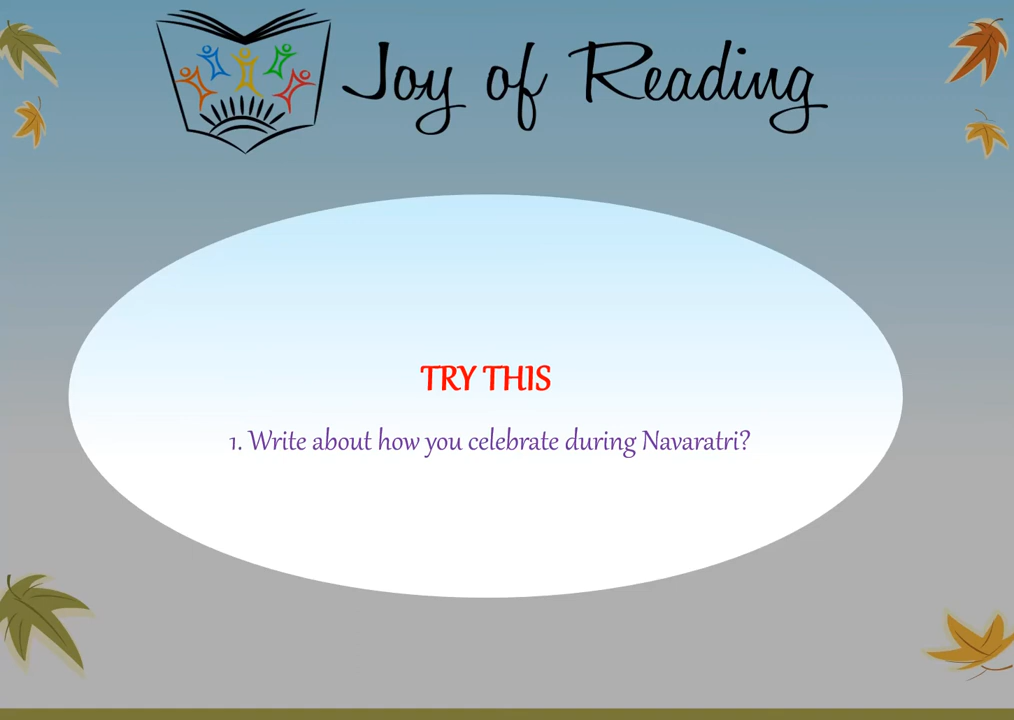 Joy of Reading
TRY THIS
1. Write about how you celebrate during Navaratri?